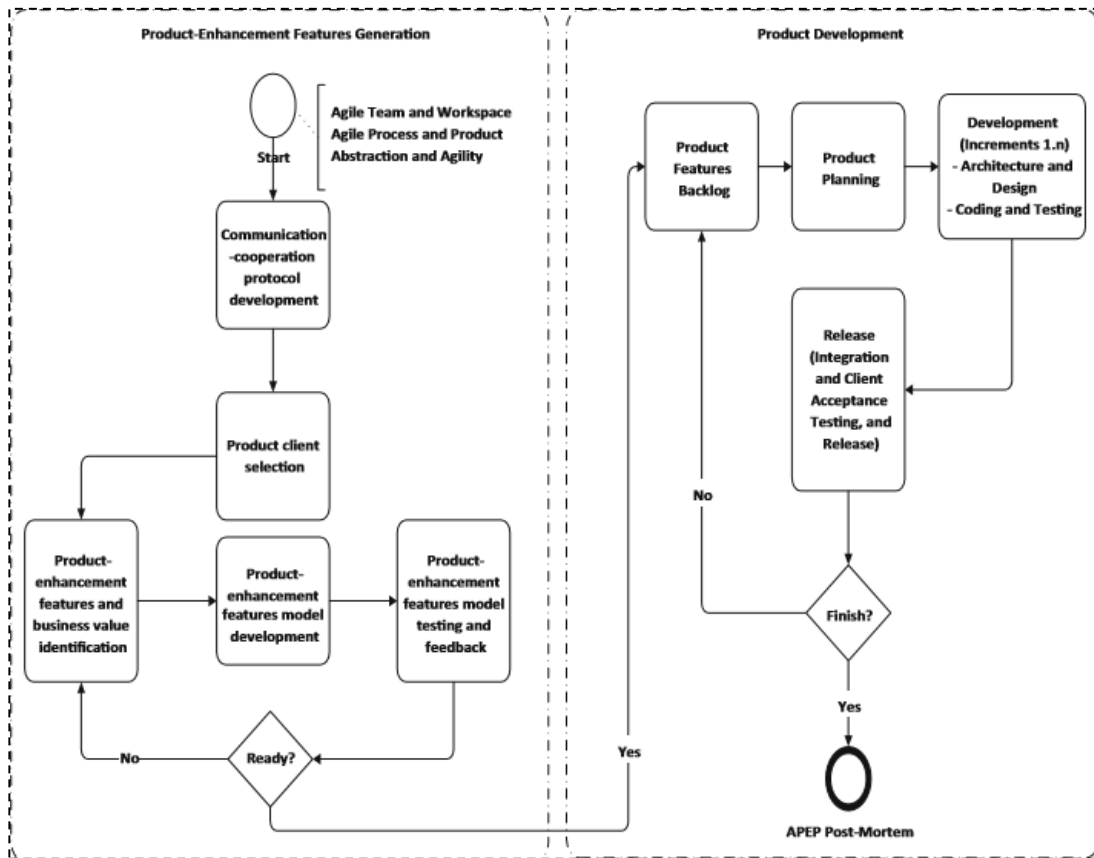 Product-Enhancement Features Generation
Start
Agile Team and Workspace
Agile Process and Product
Abstraction and Agility
Communication
-cooperation
protocol
development
Product client
selection
Product-
enhancement
features and
business value
identification
Product-
enhancement
features model
development
Product-
enhancement
features model
testing and
feedback
Ready?
No
Yes
Product Development
Product
Features
Backlog
Product
Planning
Development
(Increments 1.n)
- Architecture and
Design
- Coding and Testing
Release
(Integration
and Client
Acceptance
Testing, and
Release)
Finish?
No
Yes
APEP Post-Mortem